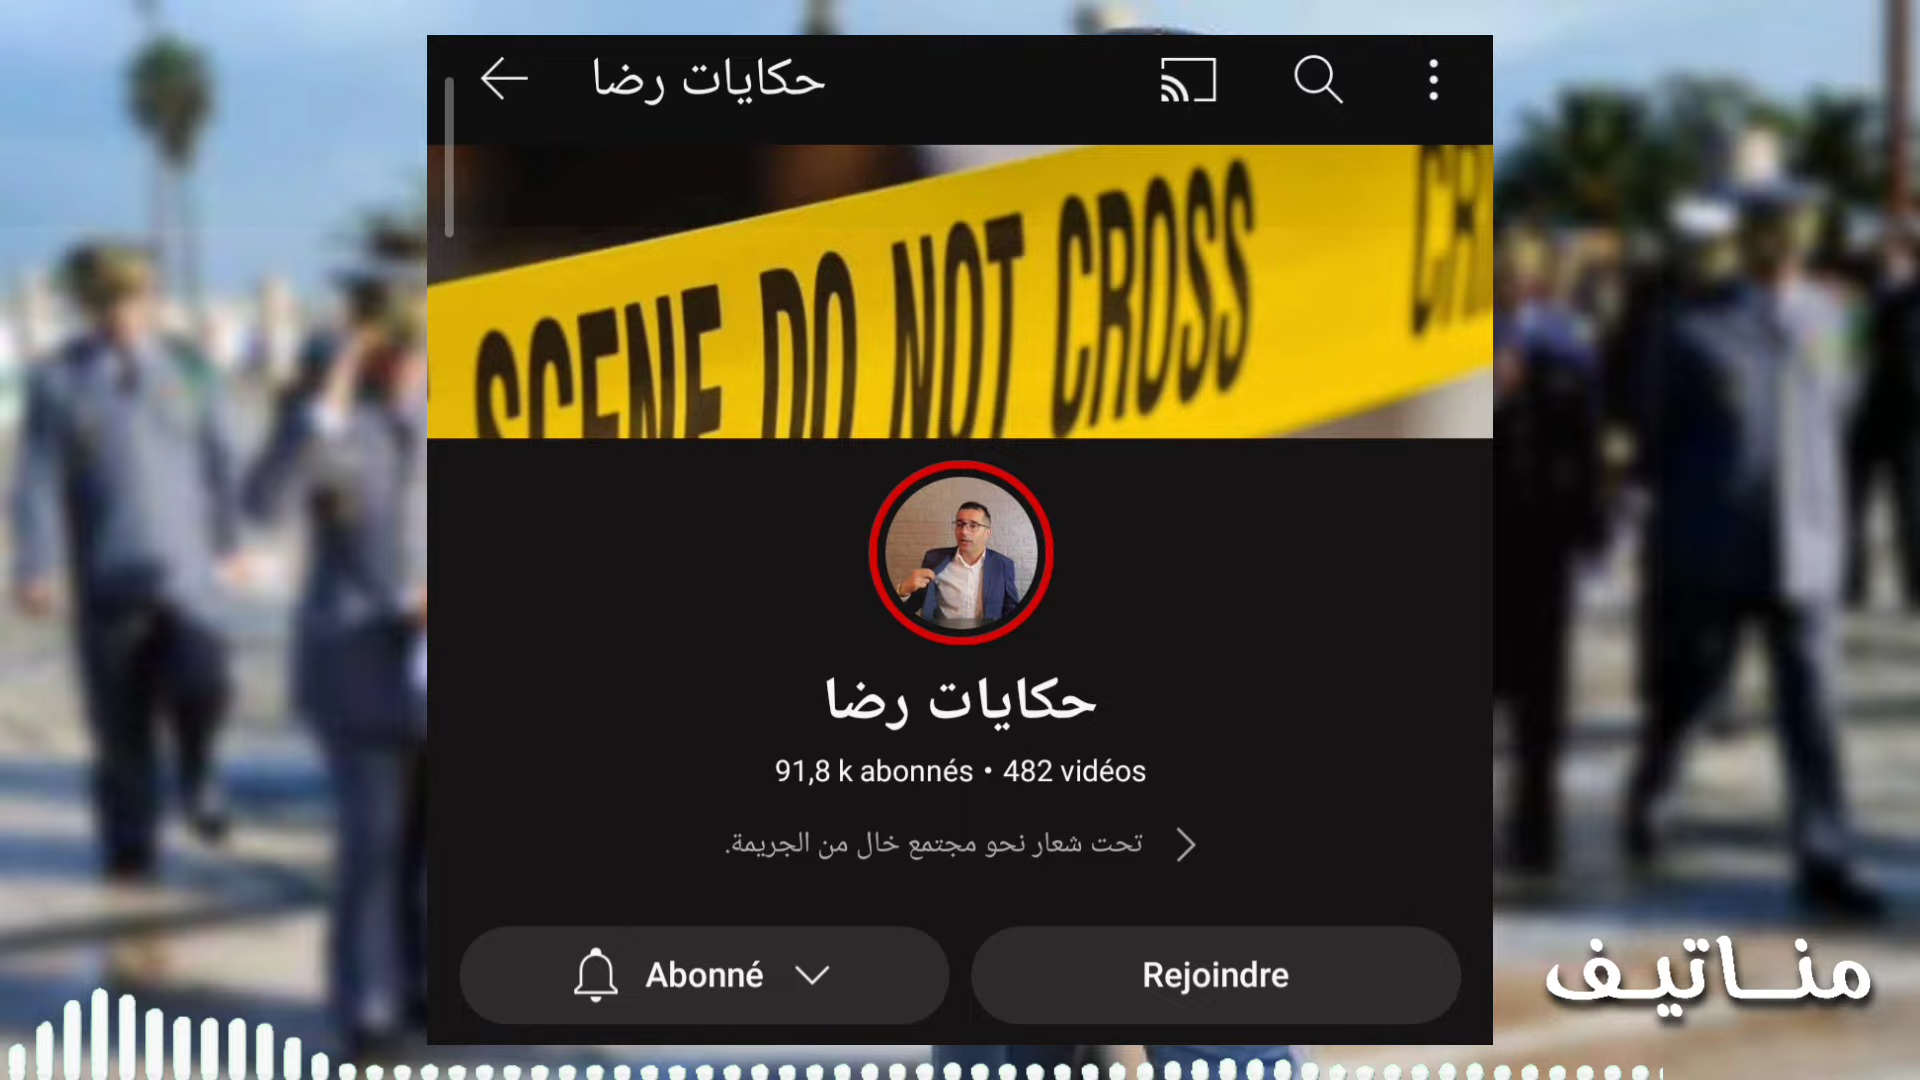 حكايات رضا
SCENE DO NOT CROSS
حكايات رضا
91,8 k abonnés • 482 vidéos
تحت شعار نحو مجتمع خال من الجريمة.
Abonné
Rejoindre
منــاتيـف